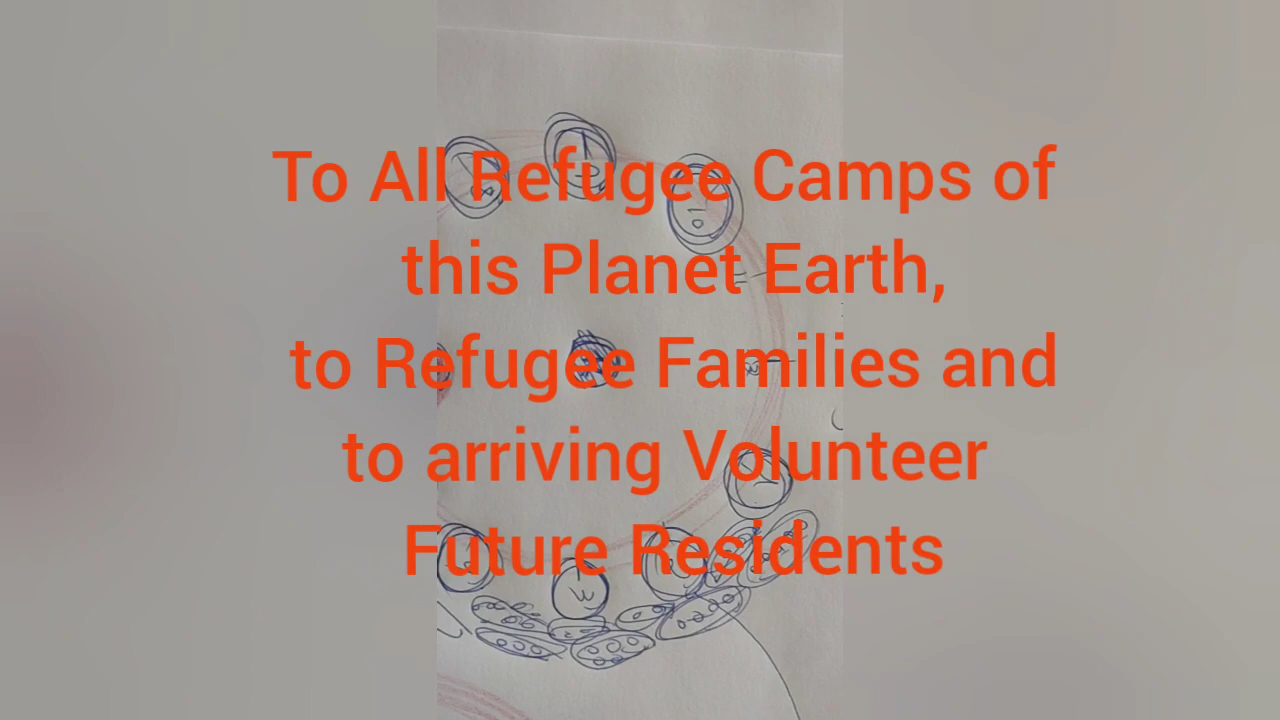 To All Refugee Camps of
this Planet Earth,
to Refugee Families and
to arriving Volunteer
Future Residents